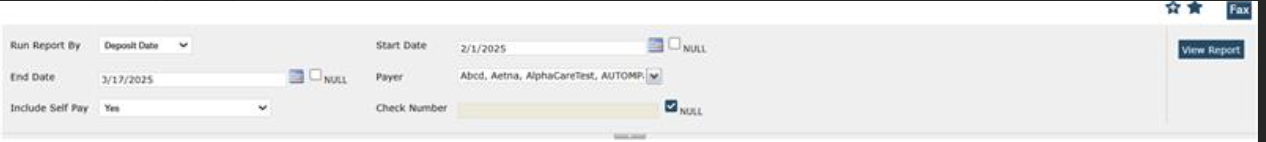 Fax
Run Report By Deposit Date Start Date 2/1/2025 NULL View Report
End Date 3/17/2025 NULL Payer Abcd, Aetna, AlphaCareTest, AUTOMP.
Include Self Pay Yes Check Number NULL